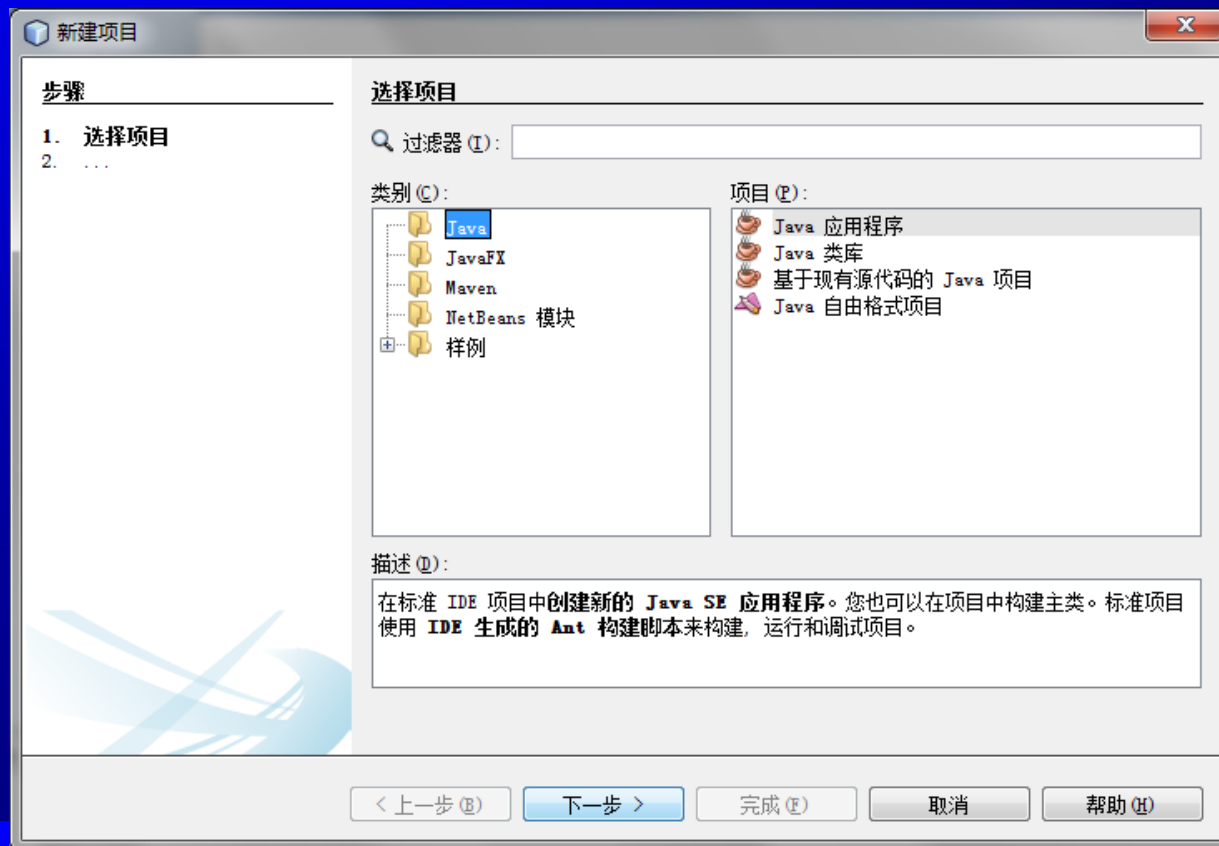 新建项目
步骤
1. 选择项目
2. ...
选择项目
过滤器(I):
类别(C):
Java
JavaFX
Maven
NetBeans 模块
样例
项目(P):
Java 应用程序
Java 类库
基于现有源代码的 Java 项目
Java 自由格式项目
描述(D):
在标准 IDE 项目中创建新的 Java SE 应用程序。您也可以在项目中构建主类。标准项目
使用 IDE 生成的 Ant 构建脚本来构建, 运行和调试项目。
< 上一步(B)
下一步 >
完成(F)
取消
帮助(H)